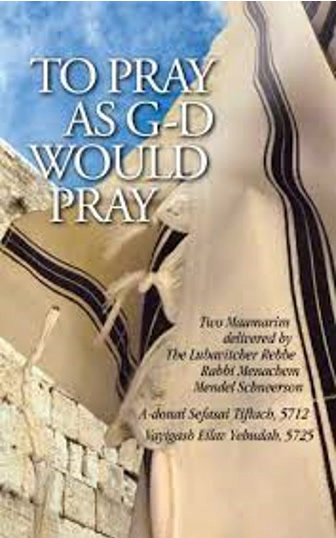 TO PRAY
AS G-D
WOULD
PRAY
Two Maamarim
delivered by
The Lubavitcher Rebbe
Rabbi Menachem
Mendel Schneerson
A-donai Sefasai Tiftach, 5712
Vayigash Eilav Yehudah, 5725